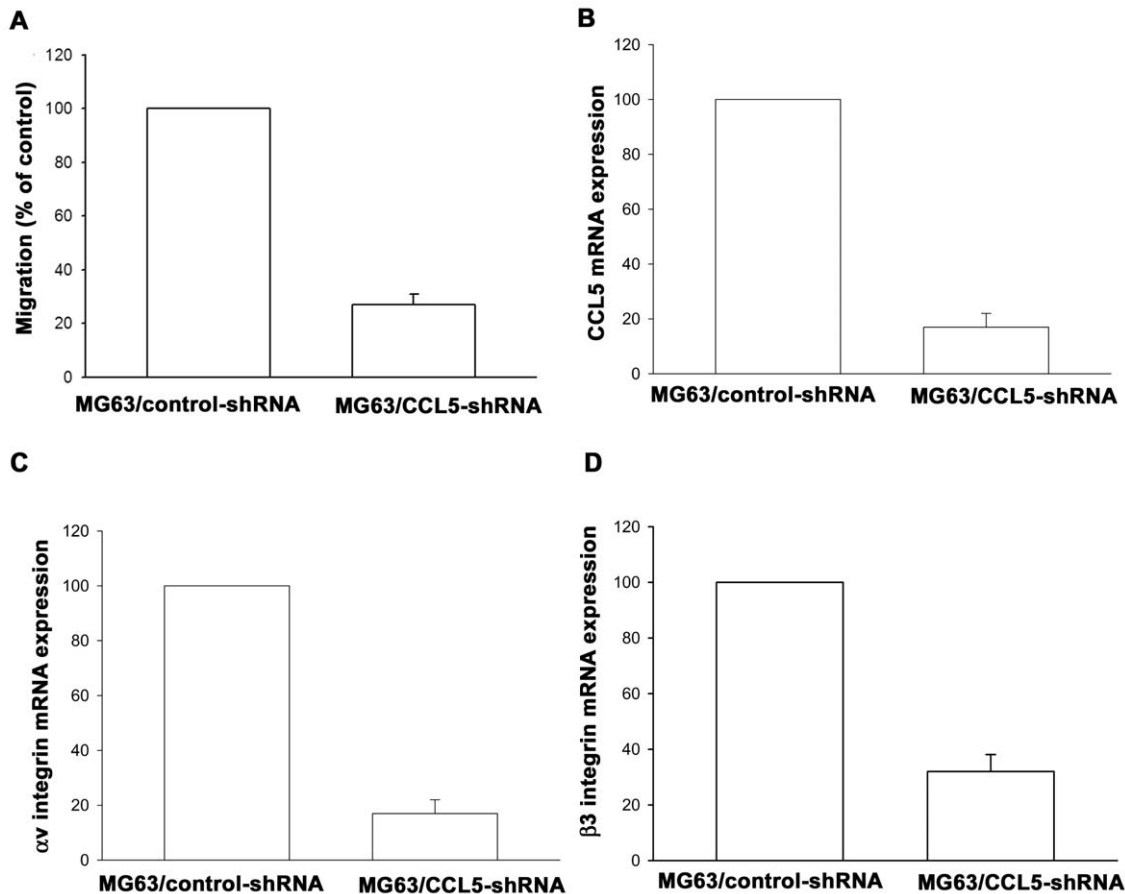 A
Migration (% of control)
120
100
80
60
40
20
0
MG63/control-shRNA
MG63/CCL5-shRNA
B
CCL5 mRNA expression
120
100
80
60
40
20
0
MG63/control-shRNA
MG63/CCL5-shRNA
C
αv integrin mRNA expression
120
100
80
60
40
20
0
MG63/control-shRNA
MG63/CCL5-shRNA
D
β3 integrin mRNA expression
120
100
80
60
40
20
0
MG63/control-shRNA
MG63/CCL5-shRNA